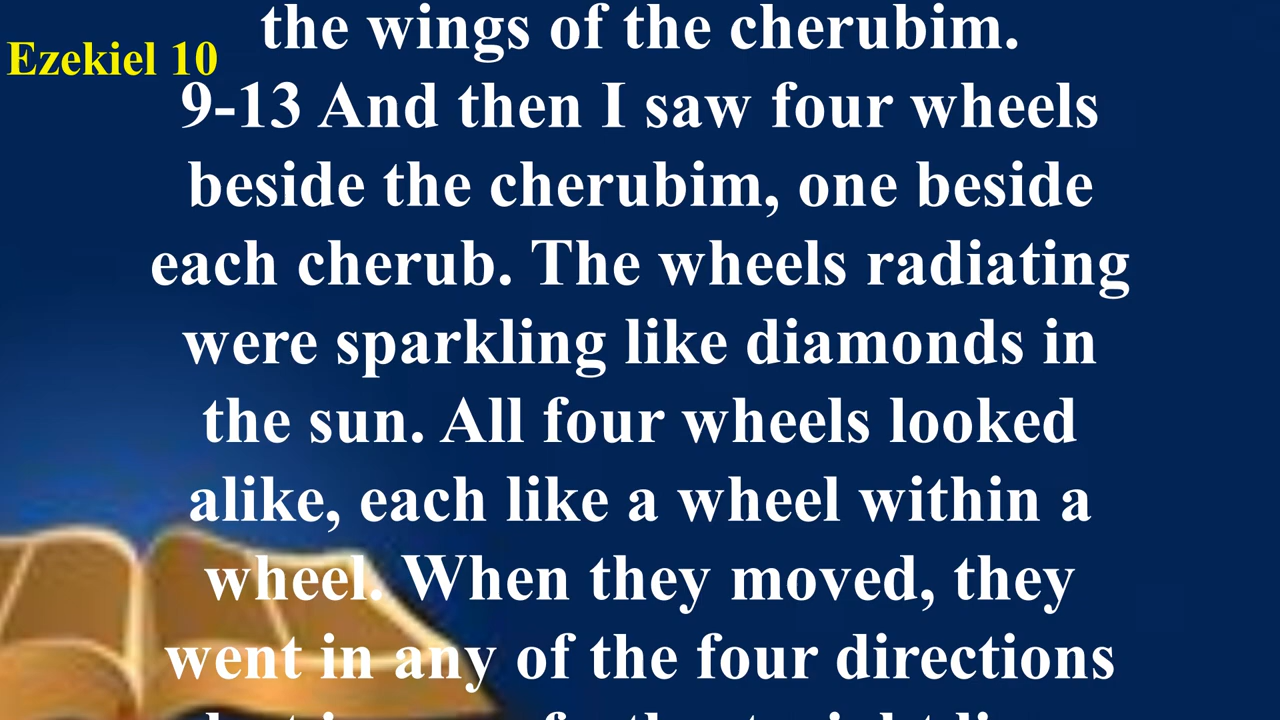 the wings of the cherubim.
Ezekiel 10
9-13 And then I saw four wheels
beside the cherubim, one beside
each cherub. The wheels radiating
were sparkling like diamonds in
the sun. All four wheels looked
alike, each like a wheel within a
wheel. When they moved, they
went in any of the four directions